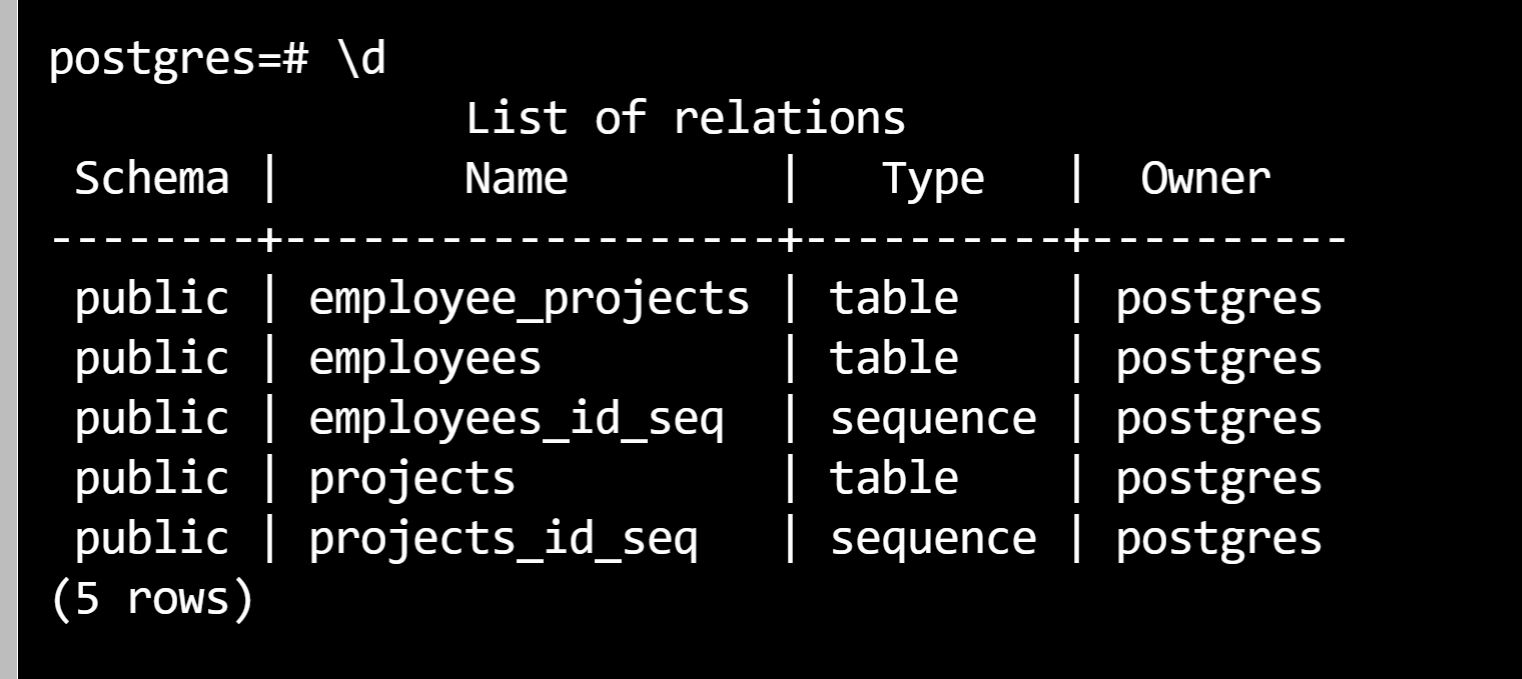 postgres=# \d
                List of relations
 Schema |       Name        |   Type   |  Owner
--------+-------------------+----------+----------
 public | employee_projects | table    | postgres
 public | employees         | table    | postgres
 public | employees_id_seq  | sequence | postgres
 public | projects          | table    | postgres
 public | projects_id_seq   | sequence | postgres
(5 rows)